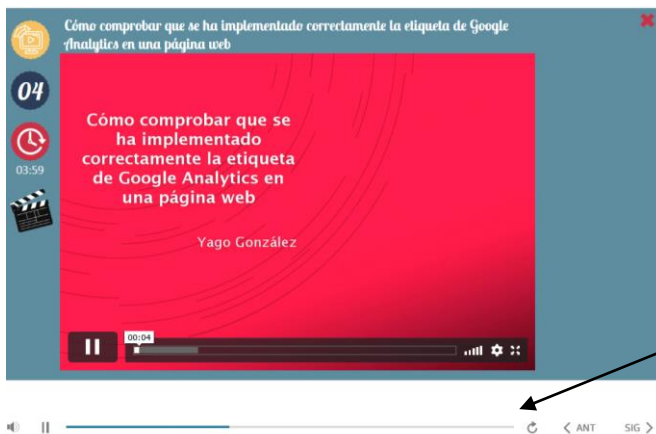 Cómo comprobar que se ha implementado correctamente la etiqueta de Google
Analytics en una página web
04
03:59
Cómo comprobar que se
ha implementado
correctamente la etiqueta
de Google Analytics en
una página web
Yago González
00:04
ANT
SIG